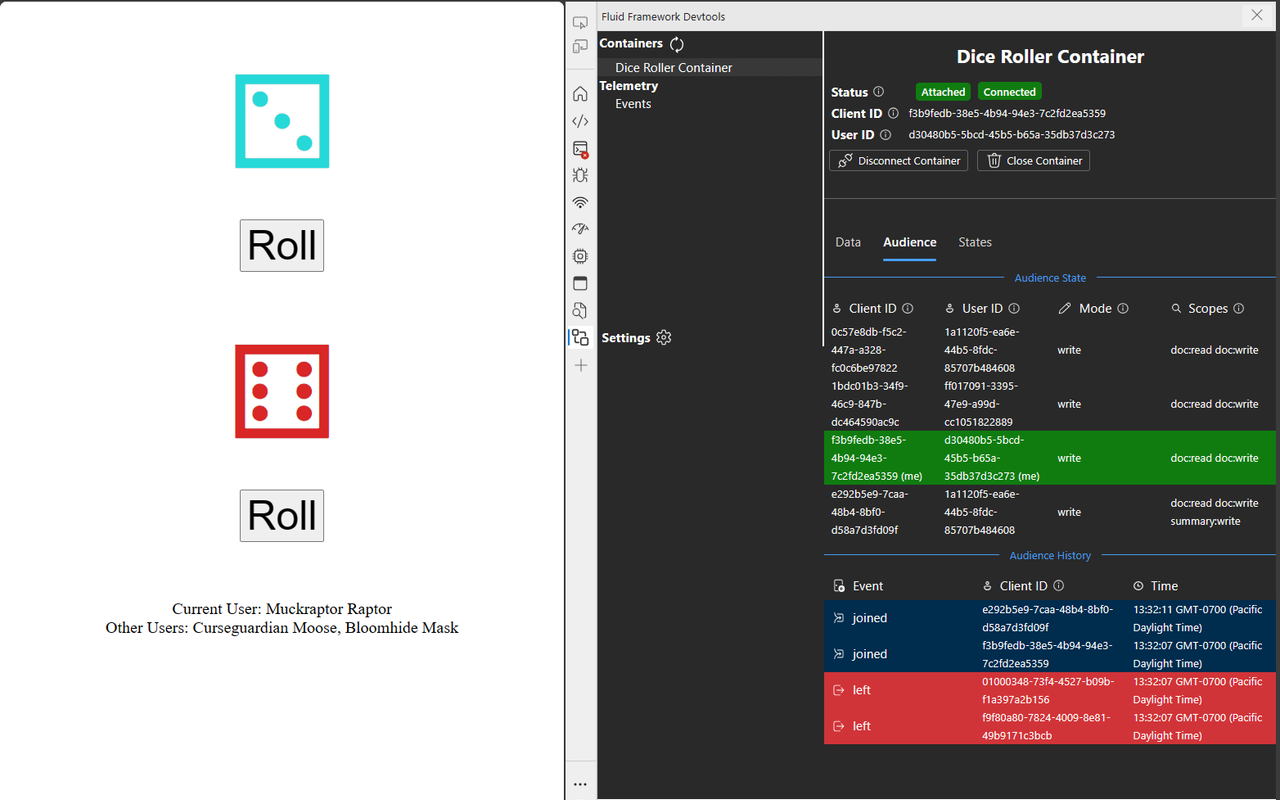 Roll
Roll
Current User: Muckraptor Raptor
Other Users: Curseguardian Moose, Bloomhide Mask
Fluid Framework Devtools
Containers
Dice Roller Container
Telemetry
Events
Settings
Dice Roller Container
Status Attached Connected
Client ID f3b9fedb-38e5-4b94-94e3-7c2fd2ea5359
User ID d30480b5-5bcd-45b5-b65a-35db37d3c273
Disconnect Container Close Container
Data Audience States
Audience State
Client ID User ID Mode Scopes
0c57e8db-f5c2- 1a1120f5-ea6e-
447a-a328- 44b5-8fdc- write doc:read doc:write
fc0c6be97822 85707b484608
1bdc01b3-34f9- ff017091-3395-
46c9-847b- 47e9-a99d- write doc:read doc:write
dc464590ac9c cc1051822889
f3b9fedb-38e5- d30480b5-5bcd-
4b94-94e3- 45b5-b65a- write doc:read doc:write
7c2fd2ea5359 (me) 35db37d3c273 (me)
e292b5e9-7caa- 1a1120f5-ea6e-
48b4-8bf0- 44b5-8fdc- write doc:read doc:write
d58a7d3fd09f 85707b484608 summary:write
Audience History
Event Client ID Time
joined e292b5e9-7caa-48b4-8bf0- 13:32:11 GMT-0700 (Pacific
d58a7d3fd09f Daylight Time)
joined f3b9fedb-38e5-4b94-94e3- 13:32:07 GMT-0700 (Pacific
7c2fd2ea5359 Daylight Time)
left 01000348-73f4-4527-b09b- 13:32:07 GMT-0700 (Pacific
f1a397a2b156 Daylight Time)
left f9f80a80-7824-4009-8e81- 13:32:07 GMT-0700 (Pacific
49b9171c3bcb Daylight Time)